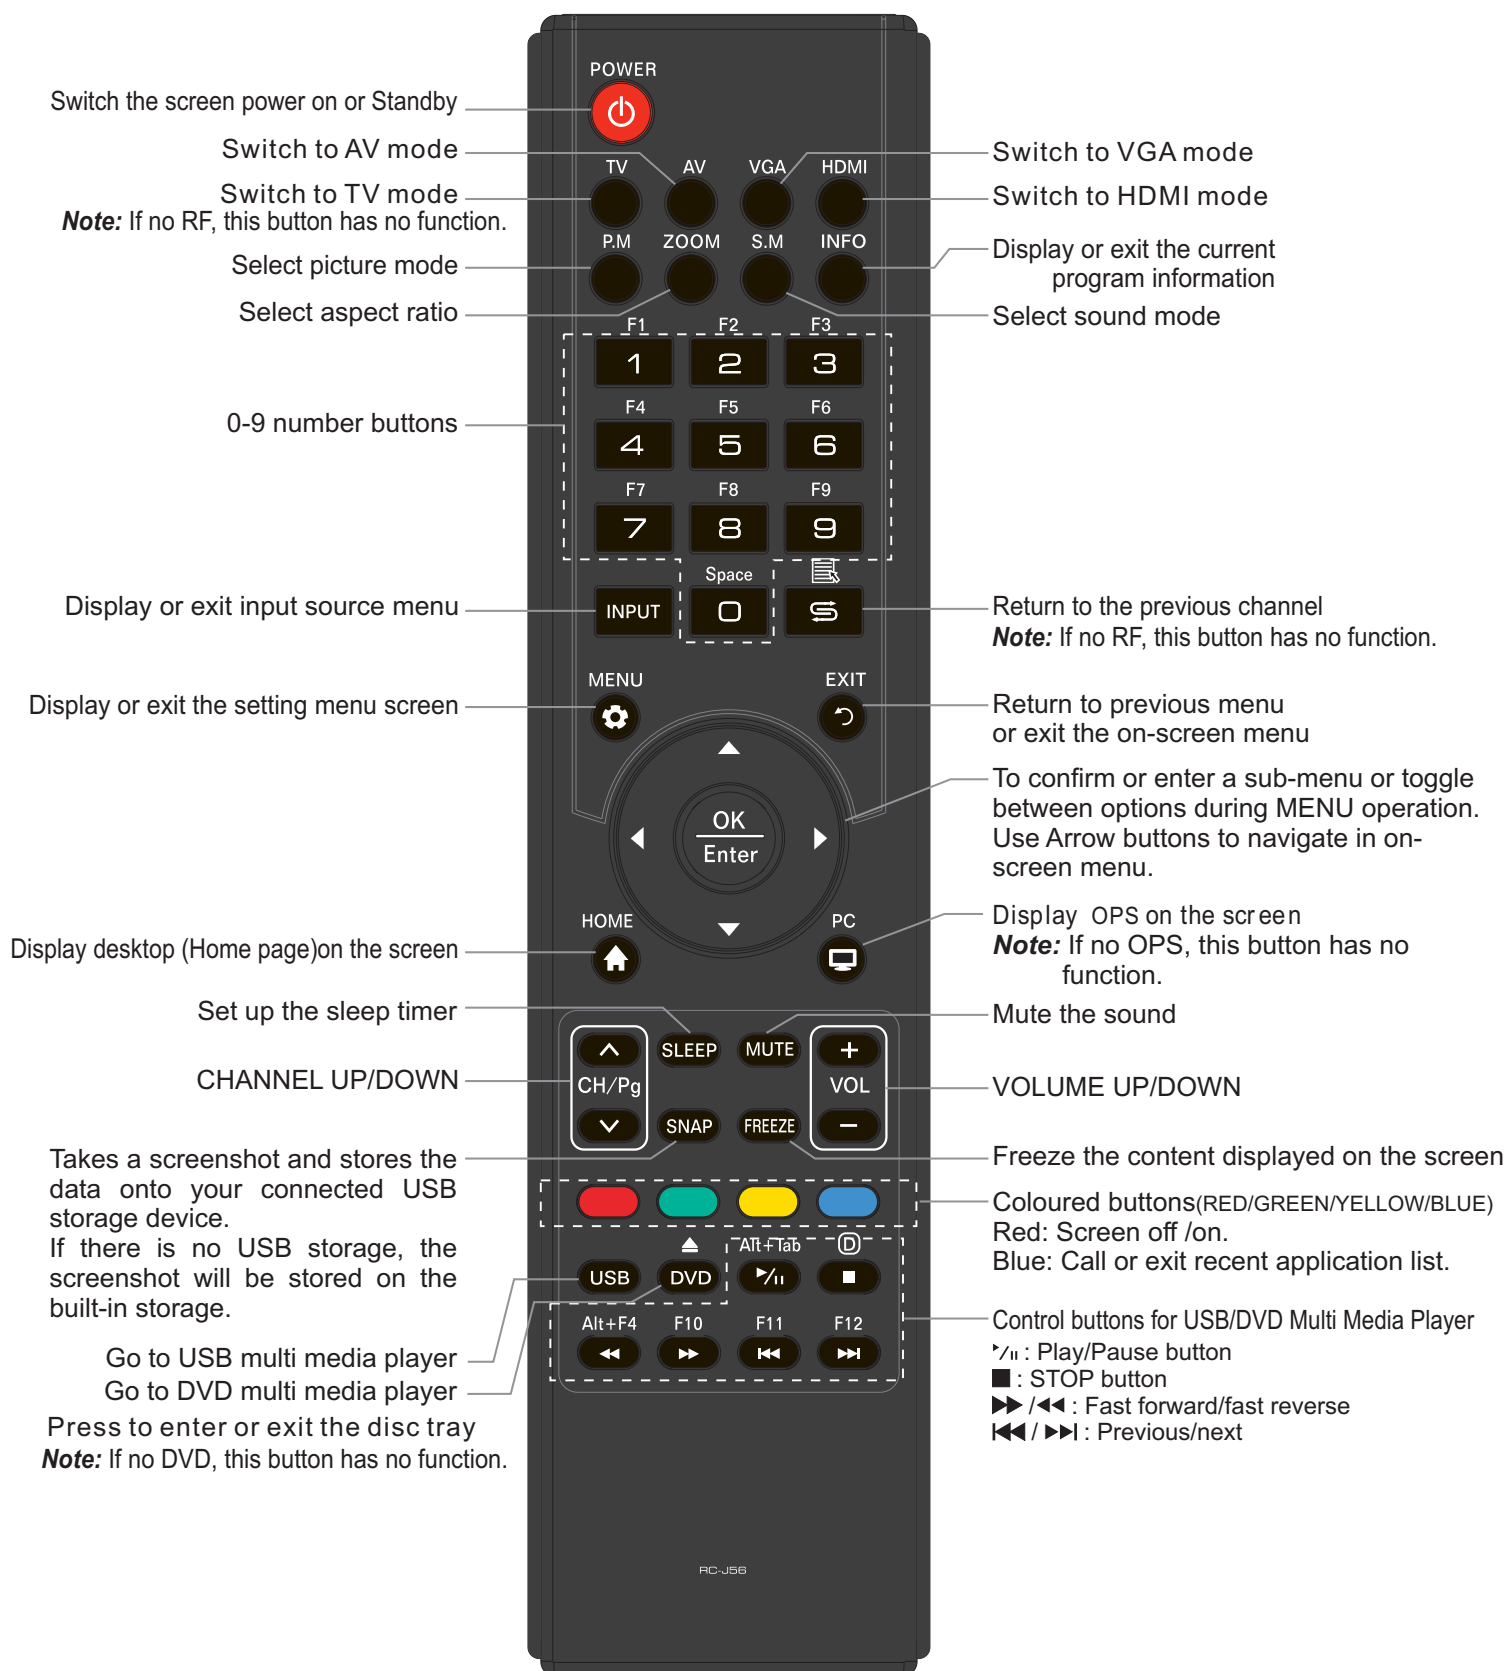 POWER
Switch the screen power on or Standby
Switch to AV mode
Switch to VGA mode
TV AV VGA HDMI
Switch to TV mode
Switch to HDMI mode
Note: If no RF, this button has no function.
P.M ZOOM S.M INFO
Display or exit the current
program information
Select picture mode
Select aspect ratio
Select sound mode
F1 F2 F3
1 2 3
F4 F5 F6
0-9 number buttons
4 5 6
F7 F8 F9
7 8 9
Space
Display or exit input source menu
INPUT 0
Return to the previous channel
Note: If no RF, this button has no function.
MENU EXIT
Display or exit the setting menu screen
Return to previous menu
or exit the on-screen menu
To confirm or enter a sub-menu or toggle
between options during MENU operation.
Use Arrow buttons to navigate in on-
screen menu.
OK
Enter
HOME PC
Display OPS on the screen
Note: If no OPS, this button has no
function.
Display desktop (Home page)on the screen
Set up the sleep timer
Mute the sound
SLEEP MUTE +
CHANNEL UP/DOWN
CH/Pg VOL
VOLUME UP/DOWN
SNAP FREEZE −
Takes a screenshot and stores the
data onto your connected USB
storage device.
If there is no USB storage, the
screenshot will be stored on the
built-in storage.
Freeze the content displayed on the screen
Coloured buttons(RED/GREEN/YELLOW/BLUE)
Red: Screen off /on.
Blue: Call or exit recent application list.
Alt+Tab D
USB DVD
Alt+F4 F10 F11 F12
Control buttons for USB/DVD Multi Media Player
: Play/Pause button
: STOP button
/ : Fast forward/fast reverse
/ : Previous/next
Go to USB multi media player
Go to DVD multi media player
Press to enter or exit the disc tray
Note: If no DVD, this button has no function.
RC-J56